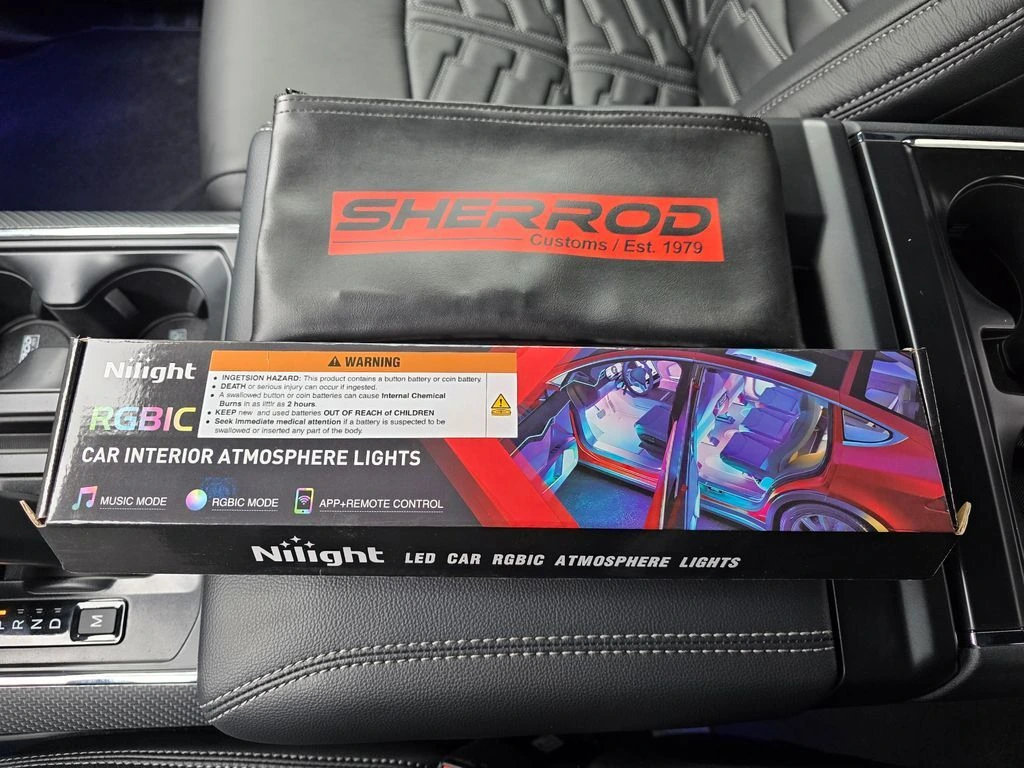 SHERROD
Customs / Est. 1979
Nilight
RGBIC
WARNING
• INGETSION HAZARD: This product contains a button battery or coin battery.
• DEATH or serious injury can occur if ingested.
• A swallowed button or coin batteries can cause Internal Chemical
Burns in as littlr as 2 hours.
• KEEP new and used batteries OUT OF REACH of CHILDREN
• Seek Immediate medical attention if a battery is suspected to be
swallowed or inserted any part of the body.
CAR INTERIOR ATMOSPHERE LIGHTS
MUSIC MODE
RGBIC MODE
APP+REMOTE CONTROL
Nilight LED CAR RGBIC ATMOSPHERE LIGHTS
P R N D M